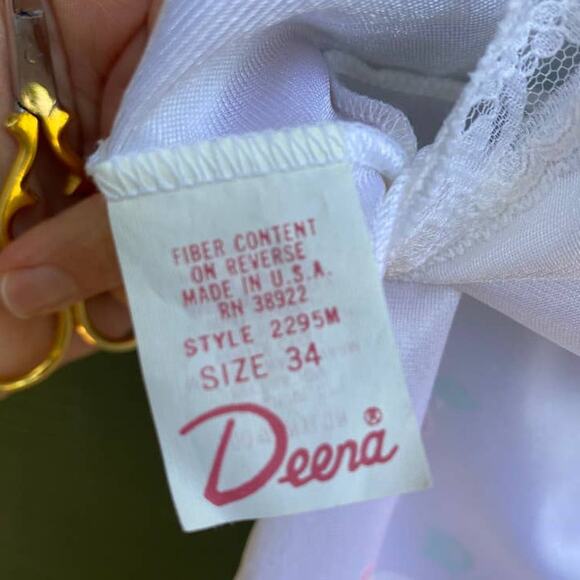 FIBER CONTENT
ON REVERSE
MADE IN U.S.A.
RN 38922
STYLE 2295M
SIZE 34
Deena®